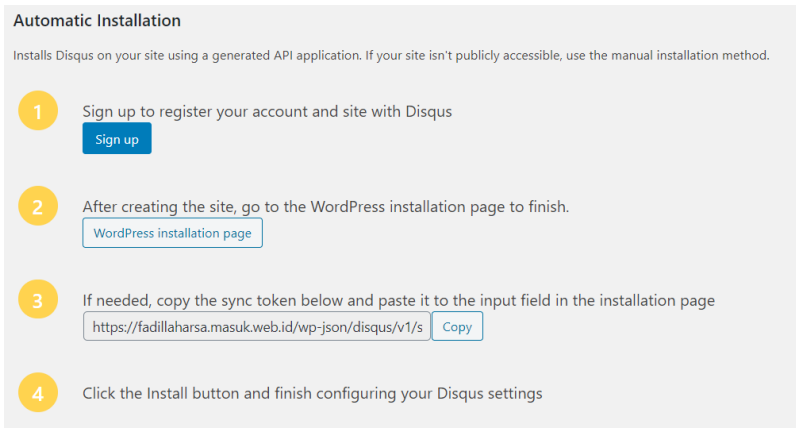 Automatic Installation
Installs Disqus on your site using a generated API application. If your site isn't publicly accessible, use the manual installation method.
1
Sign up to register your account and site with Disqus
Sign up
2
After creating the site, go to the WordPress installation page to finish.
WordPress installation page
3
If needed, copy the sync token below and paste it to the input field in the installation page
https://fadillaharsa.masuk.web.id/wp-json/disqus/v1/s Copy
4
Click the Install button and finish configuring your Disqus settings